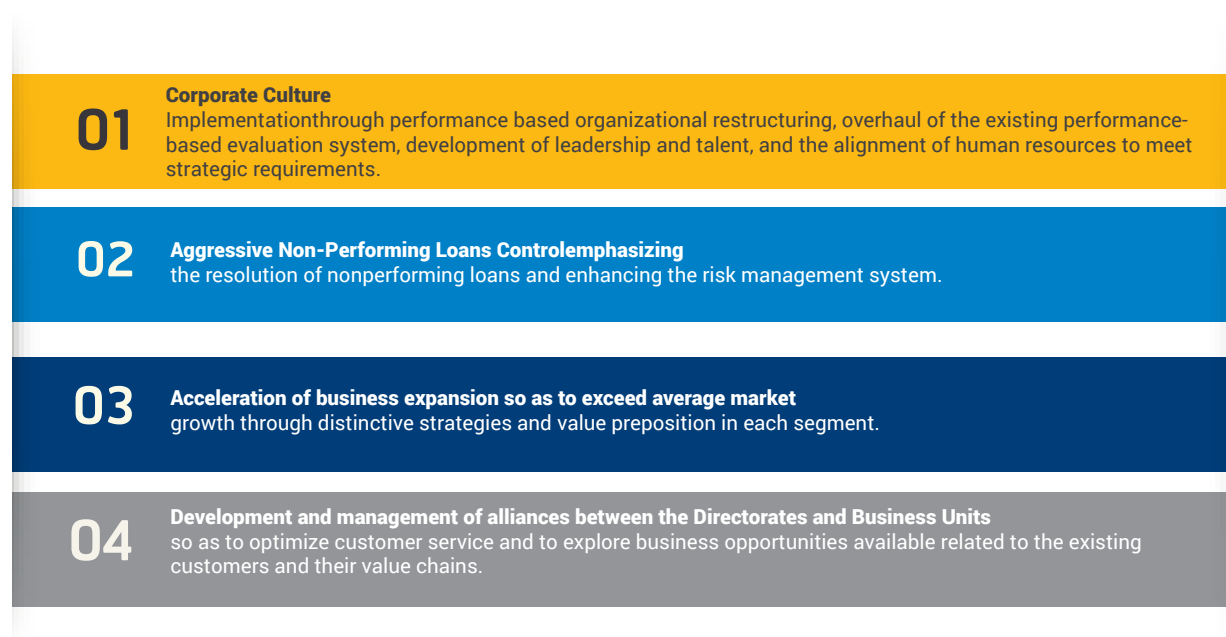 01
Corporate Culture
Implementationthrough performance based organizational restructuring, overhaul of the existing performance-
based evaluation system, development of leadership and talent, and the alignment of human resources to meet
strategic requirements.
02
Aggressive Non-Performing Loans Controlemphasizing
the resolution of nonperforming loans and enhancing the risk management system.
03
Acceleration of business expansion so as to exceed average market
growth through distinctive strategies and value preposition in each segment.
04
Development and management of alliances between the Directorates and Business Units
so as to optimize customer service and to explore business opportunities available related to the existing
customers and their value chains.